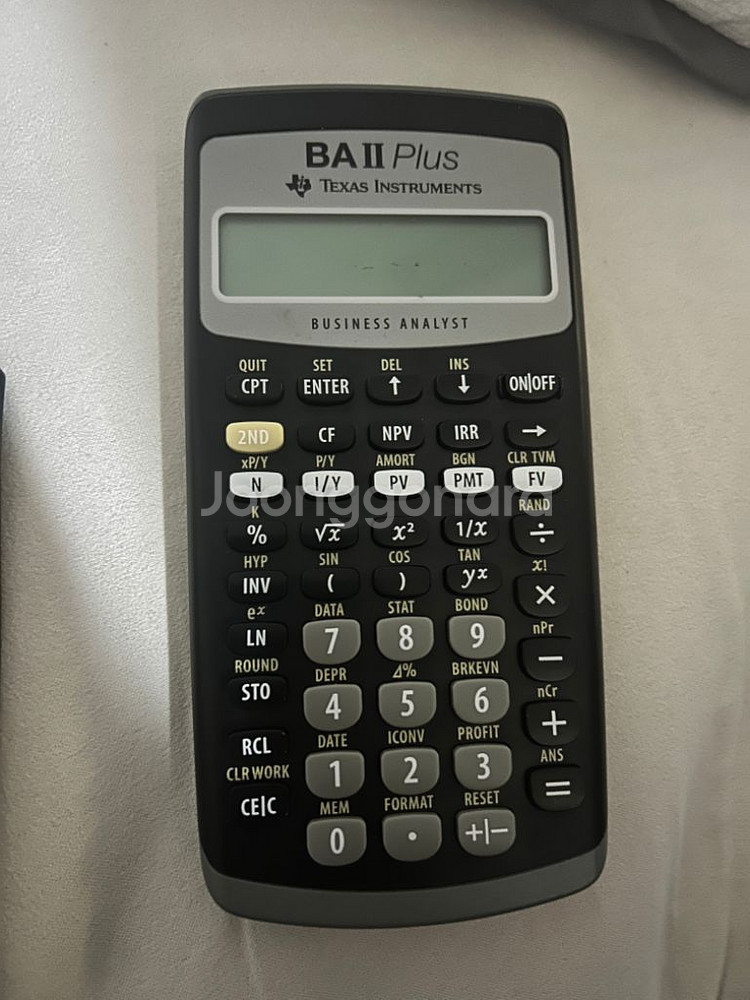 BA II Plus
TEXAS INSTRUMENTS
BUSINESS ANALYST
QUIT SET DEL INS
CPT ENTER ↑ ↓ ON|OFF
2ND CF NPV IRR →
xP/Y P/Y AMORT BGN CLR TVM
N I/Y PV PMT FV
Joonggonara
K RAND
% √x x² 1/x ÷
HYP SIN COS TAN x!
INV ( ) yˣ ×
eˣ DATA STAT BOND nPr
LN 7 8 9 −
ROUND DEPR Δ% BRKEVN nCr
STO 4 5 6 +
DATE ICONV PROFIT ANS
RCL 1 2 3 =
CLR WORK MEM FORMAT RESET
CE|C 0 . +|−